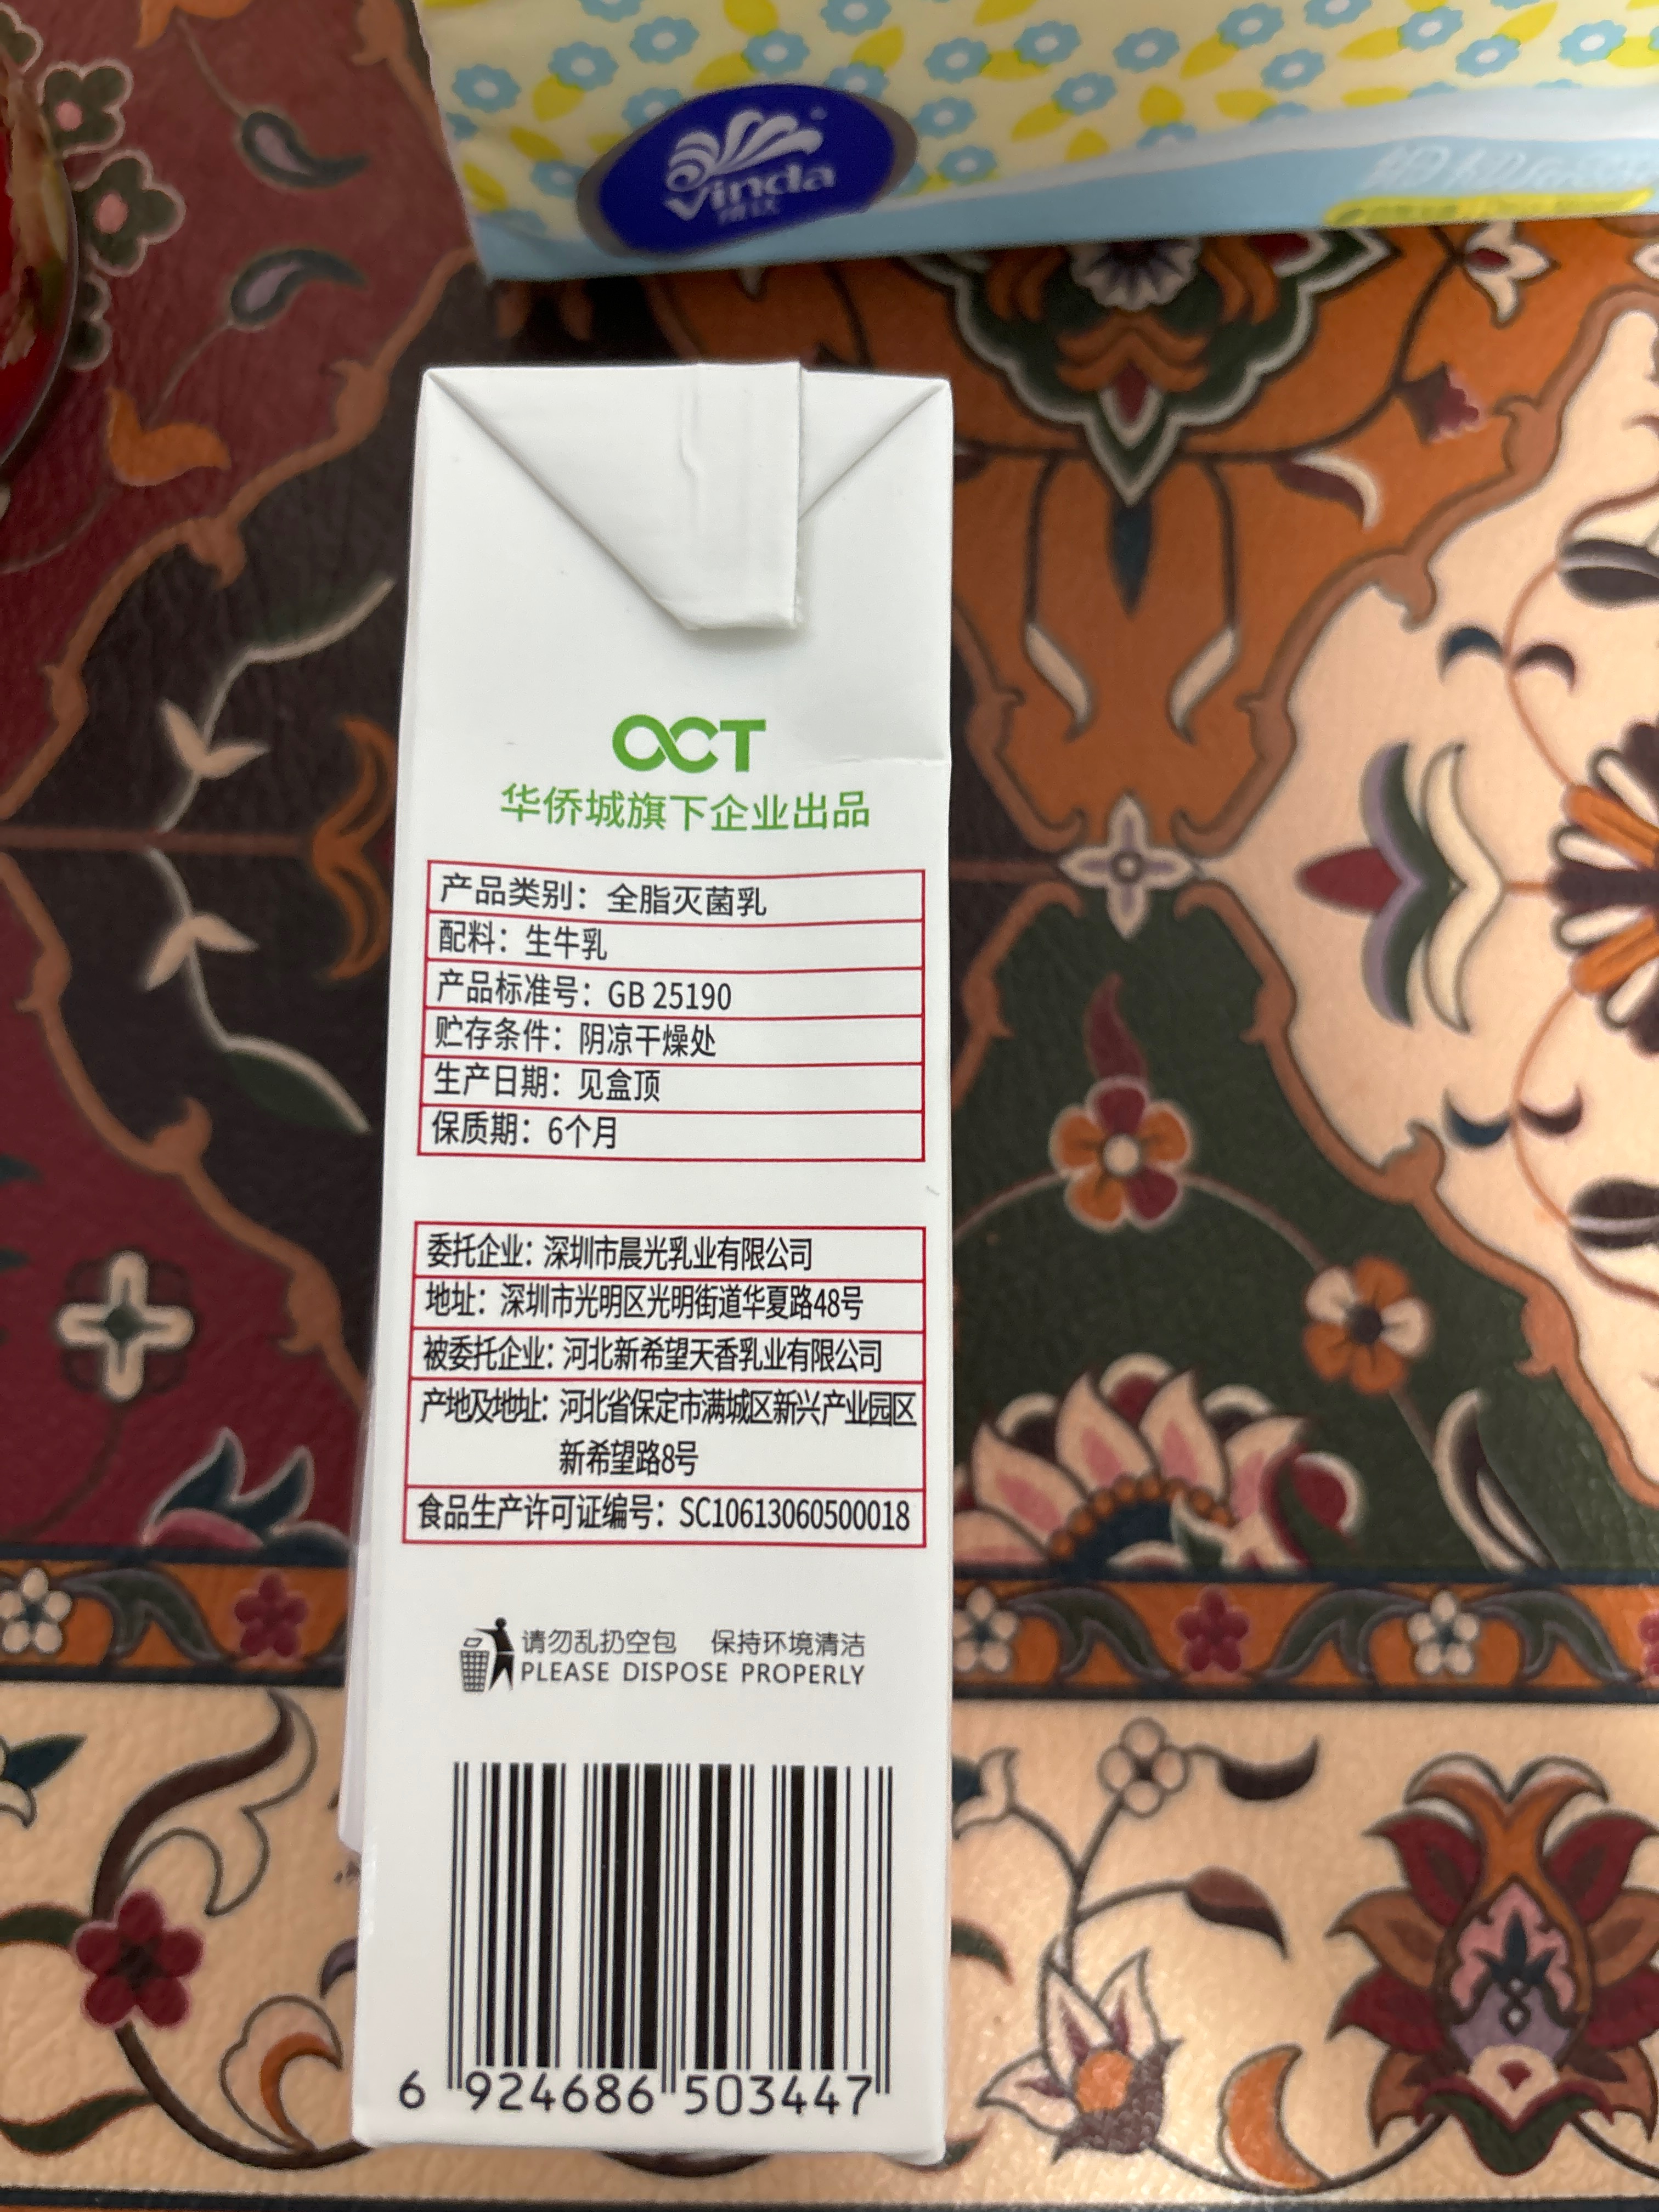 Vinda
OCT
华侨城旗下企业出品
产品类别：全脂灭菌乳
配料：生牛乳
产品标准号：GB 25190
贮存条件：阴凉干燥处
生产日期：见盒顶
保质期：6个月
委托企业：深圳市晨光乳业有限公司
地址：深圳市光明区光明街道华夏路48号
被委托企业：河北新希望天香乳业有限公司
产地及地址：河北省保定市满城区新兴产业园区
新希望路8号
食品生产许可证编号：SC10613060500018
请勿乱扔空包 保持环境清洁
PLEASE DISPOSE PROPERLY
6 924686 503447